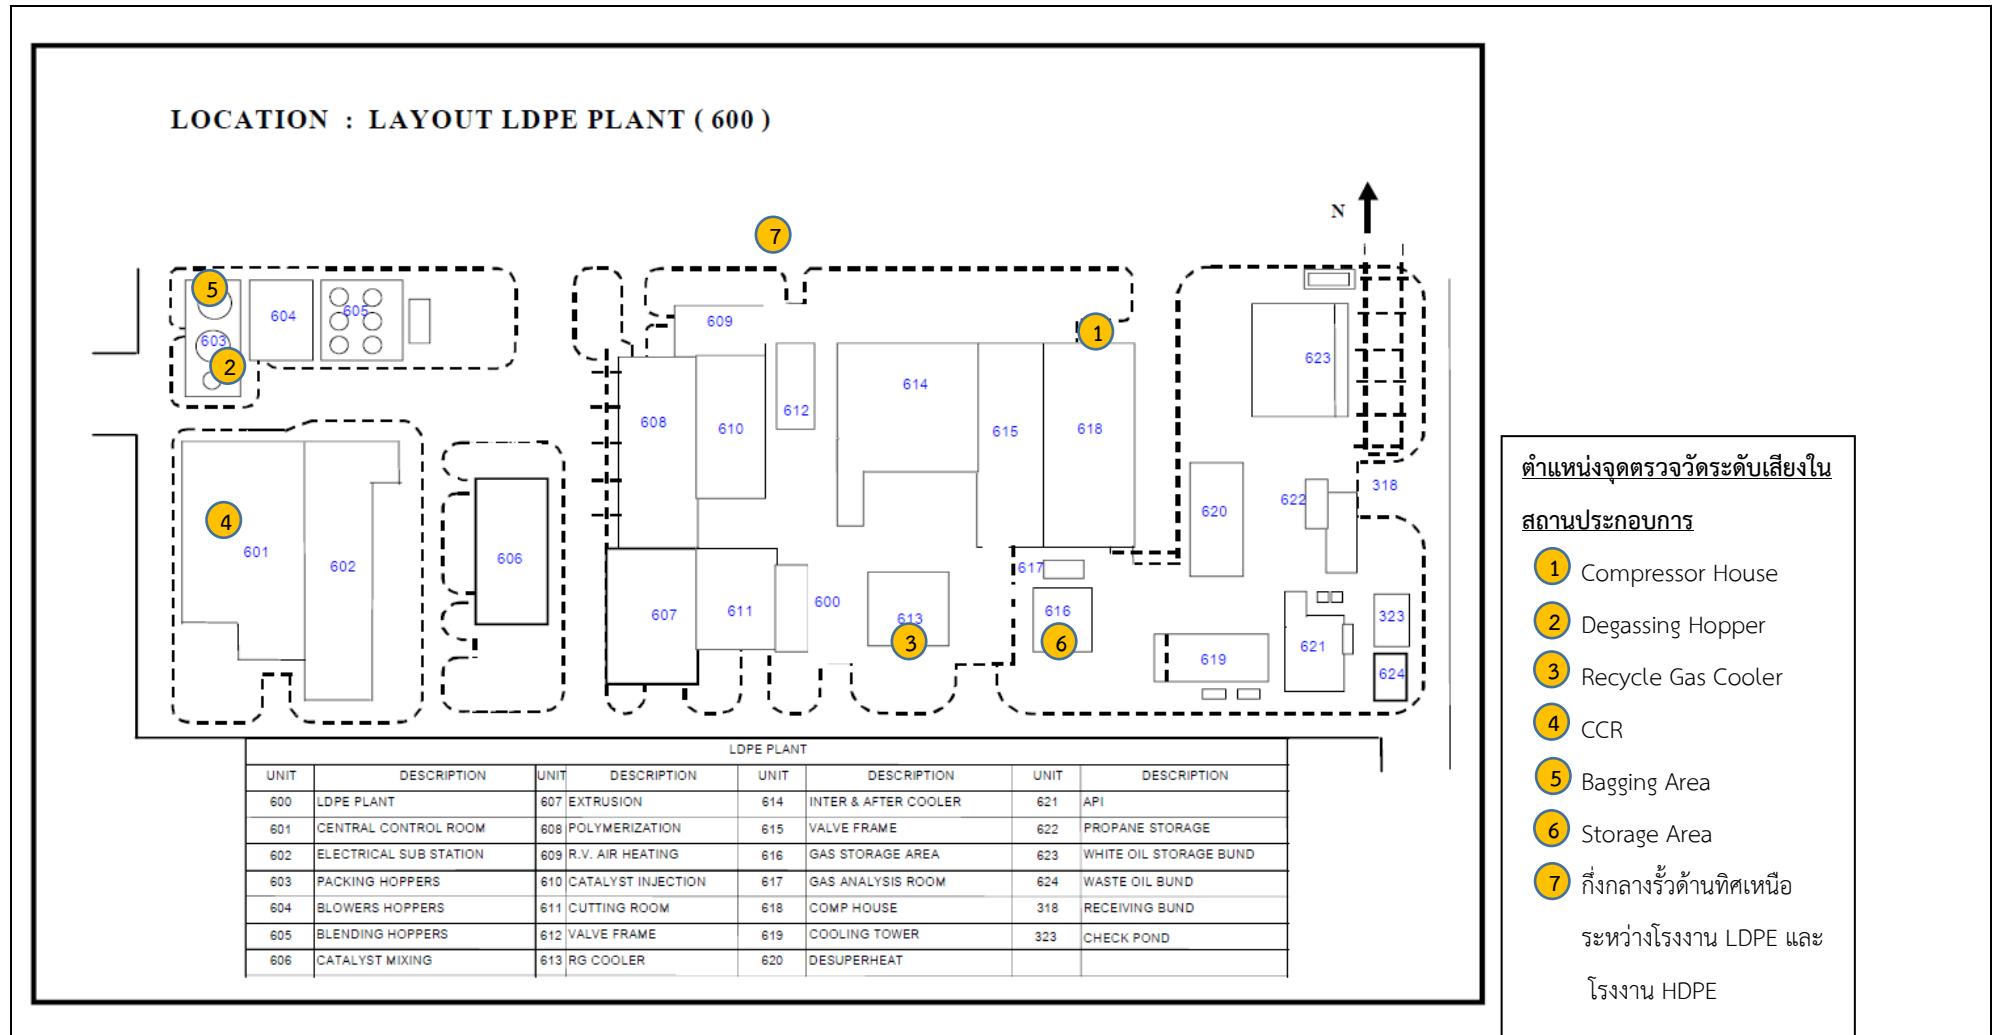 LOCATION : LAYOUT LDPE PLANT ( 600 )
N
7
5
604
605
603
2
609
1
623
614
612
608
610
615
618
318
4
601
602
606
620
622
617
607
611
600
613
3
616
6
619
621
323
624
LDPE PLANT
UNIT DESCRIPTION UNIT DESCRIPTION UNIT DESCRIPTION UNIT DESCRIPTION
600 LDPE PLANT 607 EXTRUSION 614 INTER & AFTER COOLER 621 API
601 CENTRAL CONTROL ROOM 608 POLYMERIZATION 615 VALVE FRAME 622 PROPANE STORAGE
602 ELECTRICAL SUB STATION 609 R.V. AIR HEATING 616 GAS STORAGE AREA 623 WHITE OIL STORAGE BUND
603 PACKING HOPPERS 610 CATALYST INJECTION 617 GAS ANALYSIS ROOM 624 WASTE OIL BUND
604 BLOWERS HOPPERS 611 CUTTING ROOM 618 COMP HOUSE 318 RECEIVING BUND
605 BLENDING HOPPERS 612 VALVE FRAME 619 COOLING TOWER 323 CHECK POND
606 CATALYST MIXING 613 RG COOLER 620 DESUPERHEAT
ตำแหน่งจุดตรวจวัดระดับเสียงใน
สถานประกอบการ
1 Compressor House
2 Degassing Hopper
3 Recycle Gas Cooler
4 CCR
5 Bagging Area
6 Storage Area
7 กึ่งกลางรั้วด้านทิศเหนือ
ระหว่างโรงงาน LDPE และ
โรงงาน HDPE